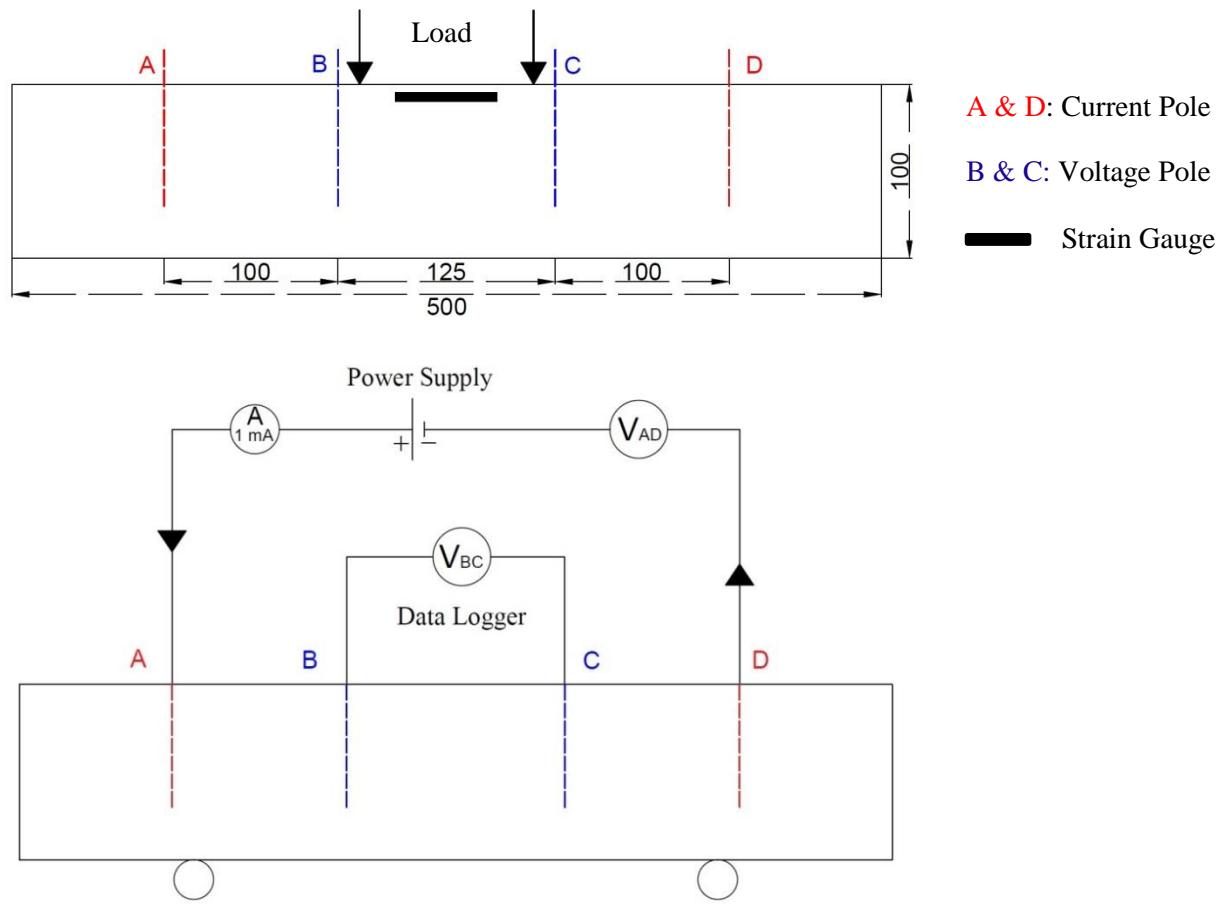 Load
A
B
C
D
A & D: Current Pole
B & C: Voltage Pole
Strain Gauge
100
100
125
100
500
Power Supply
A
1 mA
+
−
VAD
VBC
Data Logger
A
B
C
D